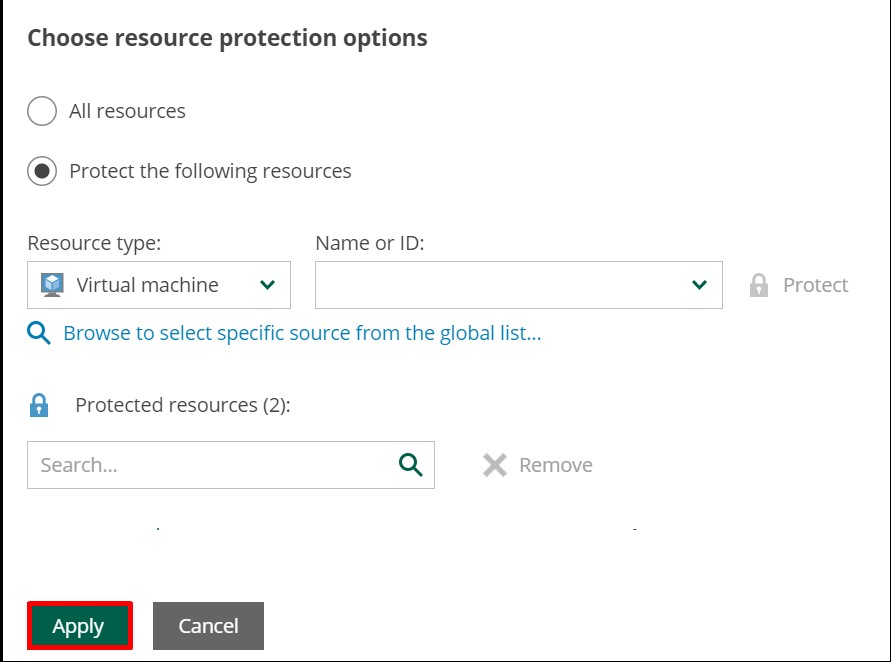 Choose resource protection options
All resources
Protect the following resources
Resource type: Name or ID:
Virtual machine Protect
Browse to select specific source from the global list...
Protected resources (2):
Search... Remove
Apply Cancel